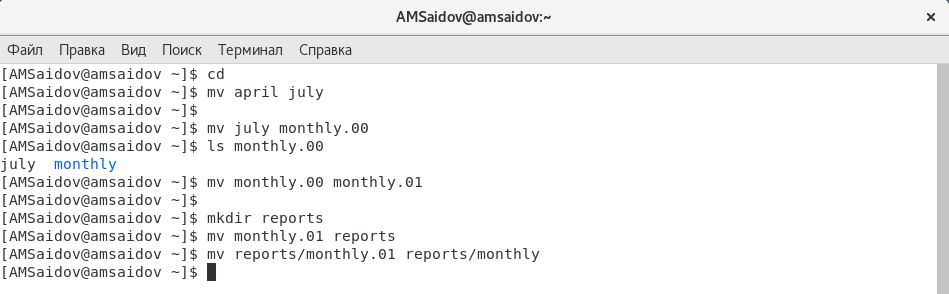 AMSaidov@amsaidov:~
Файл Правка Вид Поиск Терминал Справка
[AMSaidov@amsaidov ~]$ cd
[AMSaidov@amsaidov ~]$ mv april july
[AMSaidov@amsaidov ~]$
[AMSaidov@amsaidov ~]$ mv july monthly.00
[AMSaidov@amsaidov ~]$ ls monthly.00
july  monthly
[AMSaidov@amsaidov ~]$ mv monthly.00 monthly.01
[AMSaidov@amsaidov ~]$
[AMSaidov@amsaidov ~]$ mkdir reports
[AMSaidov@amsaidov ~]$ mv monthly.01 reports
[AMSaidov@amsaidov ~]$ mv reports/monthly.01 reports/monthly
[AMSaidov@amsaidov ~]$